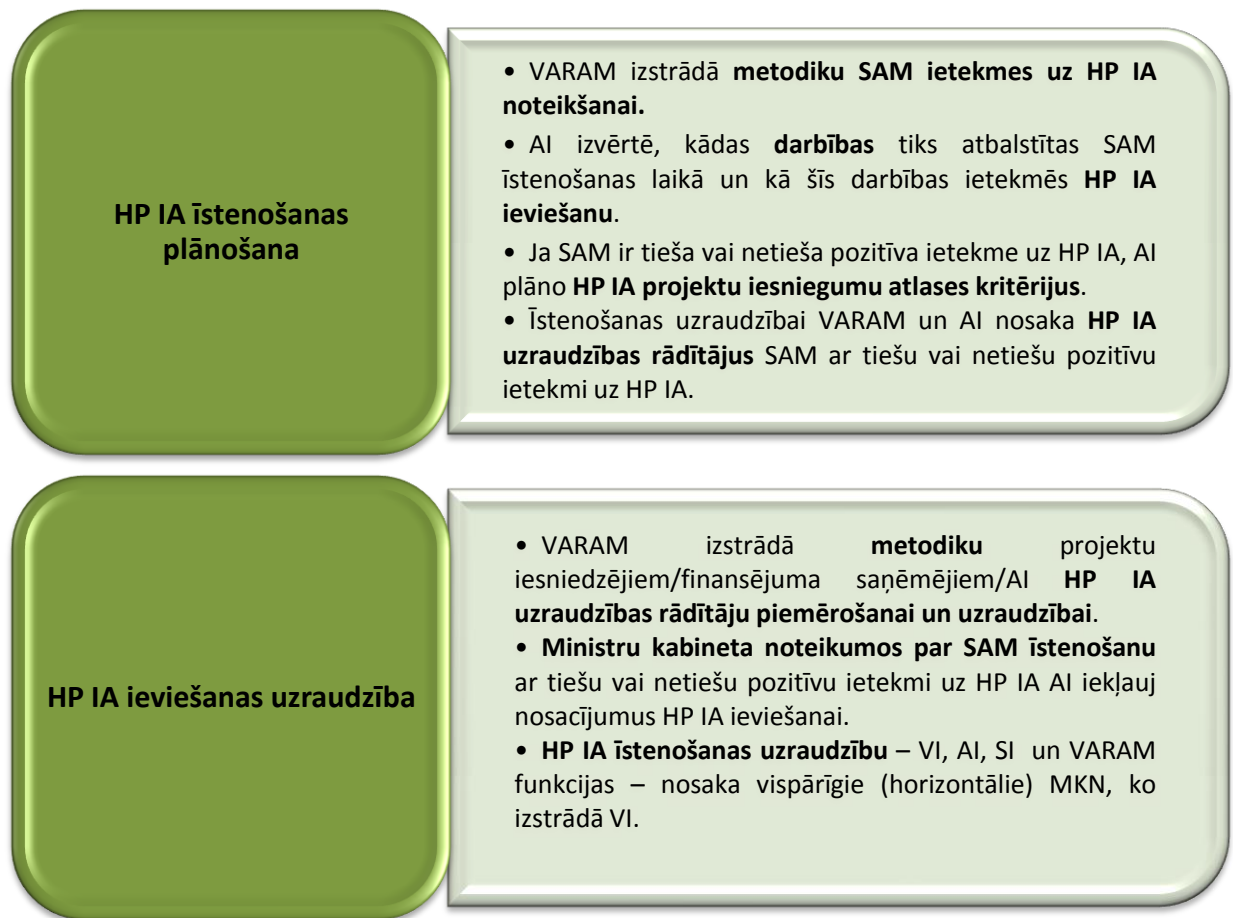 HP IA īstenošanas
plānošana
• VARAM izstrādā metodiku SAM ietekmes uz HP IA
noteikšanai.
• AI izvērtē, kādas darbības tiks atbalstītas SAM
īstenošanas laikā un kā šīs darbības ietekmēs HP IA
ieviešanu.
• Ja SAM ir tieša vai netieša pozitīva ietekme uz HP IA, AI
plāno HP IA projektu iesniegumu atlases kritērijus.
• Īstenošanas uzraudzībai VARAM un AI nosaka HP IA
uzraudzības rādītājus SAM ar tiešu vai netiešu pozitīvu
ietekmi uz HP IA.
HP IA ieviešanas uzraudzība
• VARAM izstrādā metodiku projektu
iesniedzējiem/finansējuma saņēmējiem/AI HP IA
uzraudzības rādītāju piemērošanai un uzraudzībai.
• Ministru kabineta noteikumos par SAM īstenošanu
ar tiešu vai netiešu pozitīvu ietekmi uz HP IA AI iekļauj
nosacījumus HP IA ieviešanai.
• HP IA īstenošanas uzraudzību – VI, AI, SI un VARAM
funkcijas – nosaka vispārīgie (horizontālie) MKN, ko
izstrādā VI.